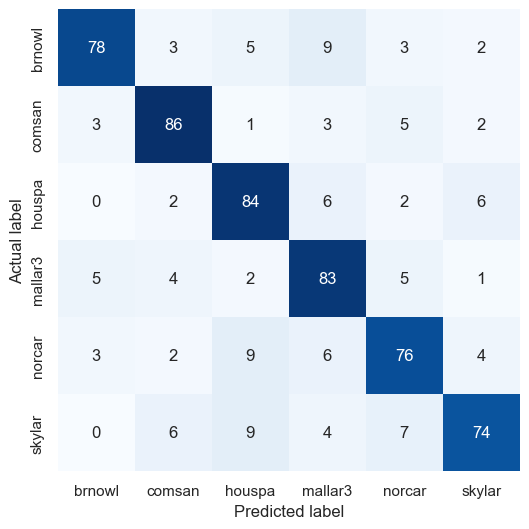 Actual label
brnowl 78 3 5 9 3 2
comsan 3 86 1 3 5 2
houspa 0 2 84 6 2 6
mallar3 5 4 2 83 5 1
norcar 3 2 9 6 76 4
skylar 0 6 9 4 7 74
brnowl comsan houspa mallar3 norcar skylar
Predicted label